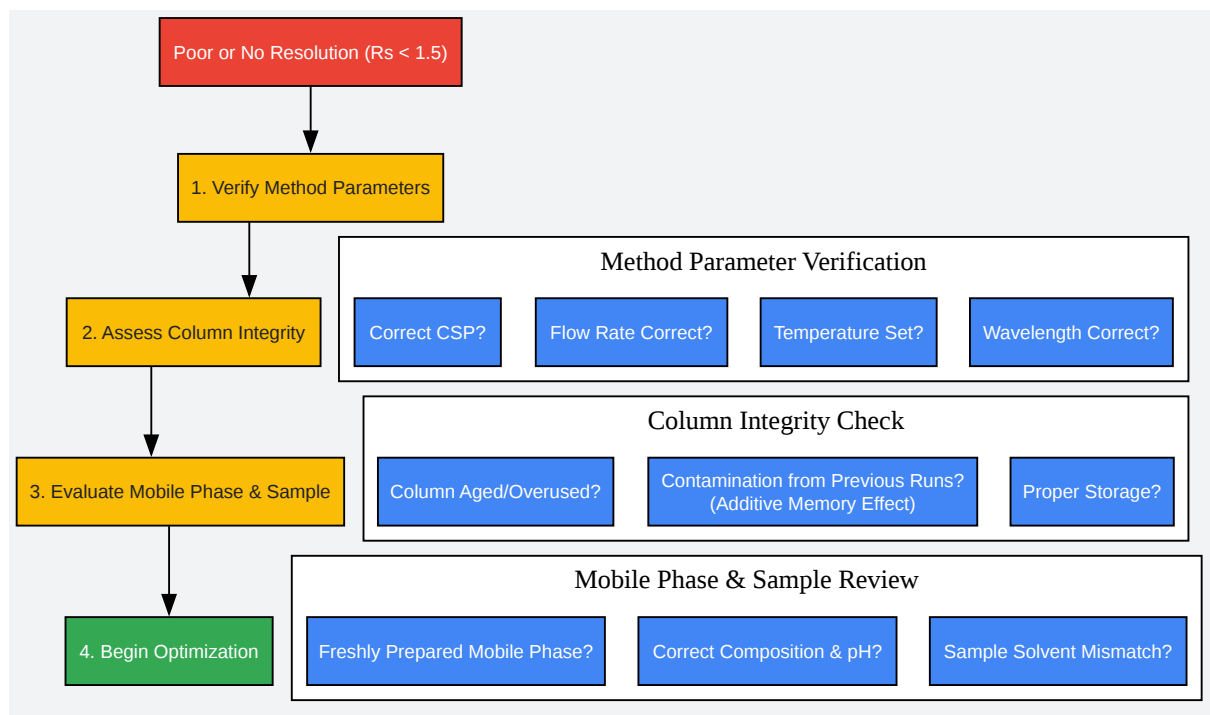 Poor or No Resolution (Rs < 1.5)
1. Verify Method Parameters
Method Parameter Verification
2. Assess Column Integrity
Correct CSP?
Flow Rate Correct?
Temperature Set?
Wavelength Correct?
Column Integrity Check
3. Evaluate Mobile Phase & Sample
Column Aged/Overused?
Contamination from Previous Runs?
(Additive Memory Effect)
Proper Storage?
Mobile Phase & Sample Review
4. Begin Optimization
Freshly Prepared Mobile Phase?
Correct Composition & pH?
Sample Solvent Mismatch?